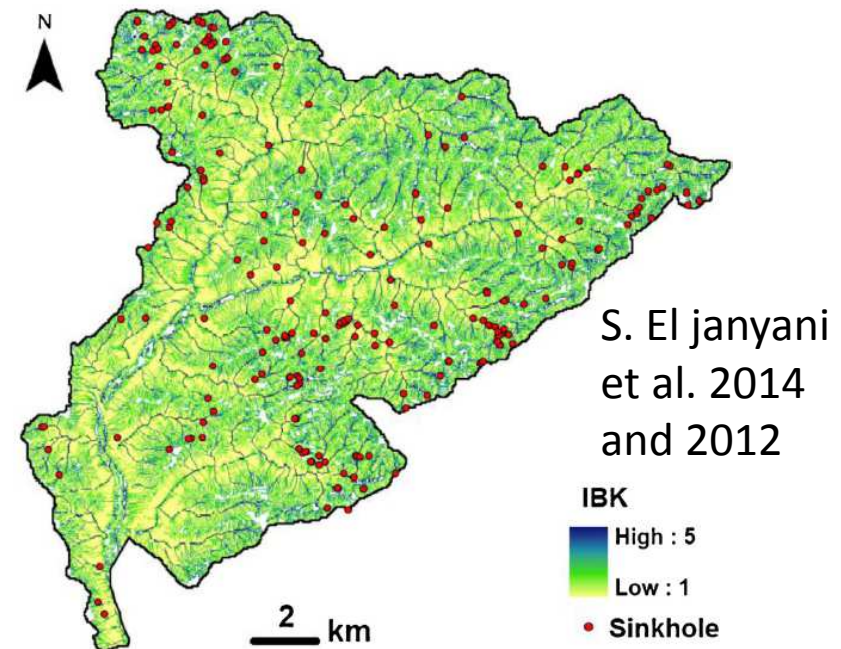 N
S. El janyani
et al. 2014
and 2012
IBK
High : 5
Low : 1
Sinkhole
2 km